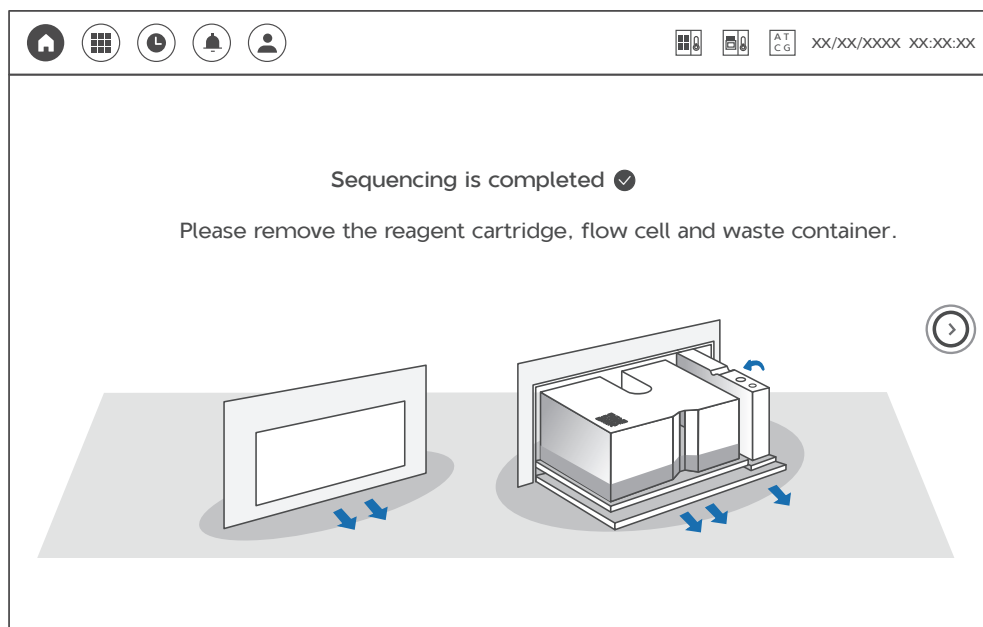 A T
C G
XX/XX/XXXX XX:XX:XX
Sequencing is completed
Please remove the reagent cartridge, flow cell and waste container.